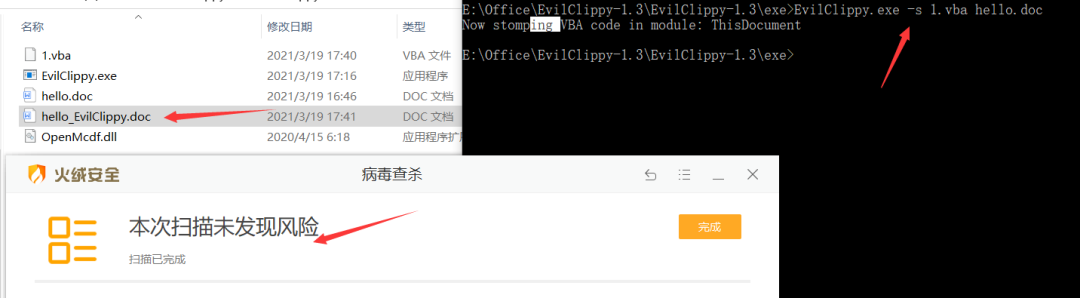 名称 修改日期 类型
1.vba 2021/3/19 17:40 VBA 文件
EvilClippy.exe 2021/3/19 17:16 应用程序
hello.doc 2021/3/19 16:46 DOC 文档
hello_EvilClippy.doc 2021/3/19 17:41 DOC 文档
OpenMcdf.dll 2020/4/15 6:18 应用程序扩
E:\Office\EvilClippy-1.3\EvilClippy-1.3\exe>EvilClippy.exe -s 1.vba hello.doc
Now stomping VBA code in module: ThisDocument
E:\Office\EvilClippy-1.3\EvilClippy-1.3\exe>
火绒安全 病毒查杀
本次扫描未发现风险
完成
扫描已完成